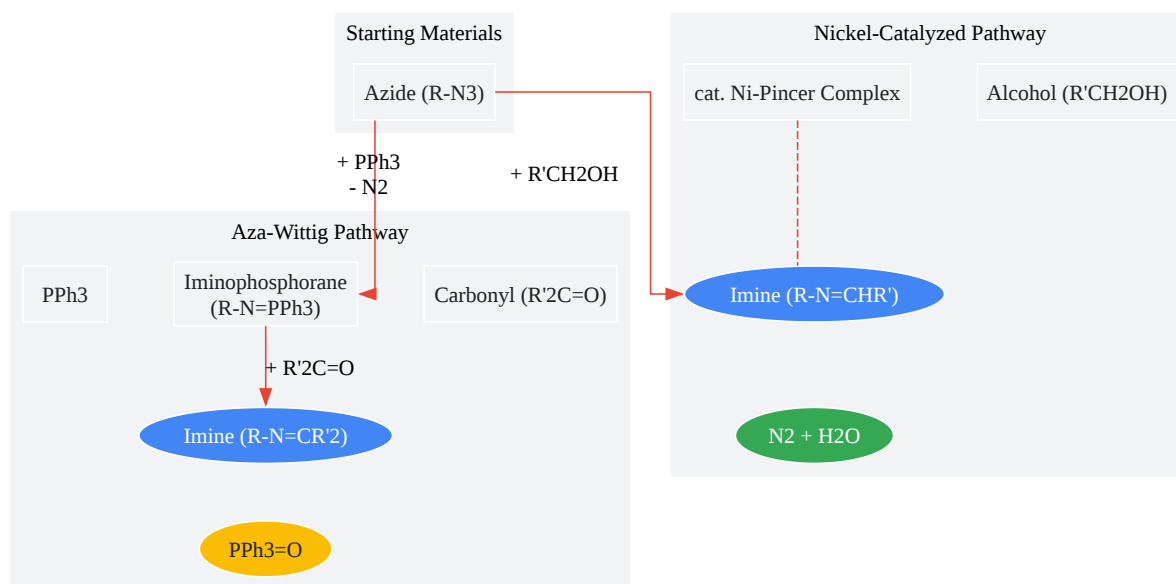 Starting Materials
Azide (R-N3)
+ PPh3
- N2
+ R'CH2OH
Nickel-Catalyzed Pathway
cat. Ni-Pincer Complex
Alcohol (R'CH2OH)
Imine (R-N=CHR')
N2 + H2O
Aza-Wittig Pathway
PPh3
Iminophosphorane
(R-N=PPh3)
Carbonyl (R'2C=O)
+ R'2C=O
Imine (R-N=CR'2)
PPh3=O